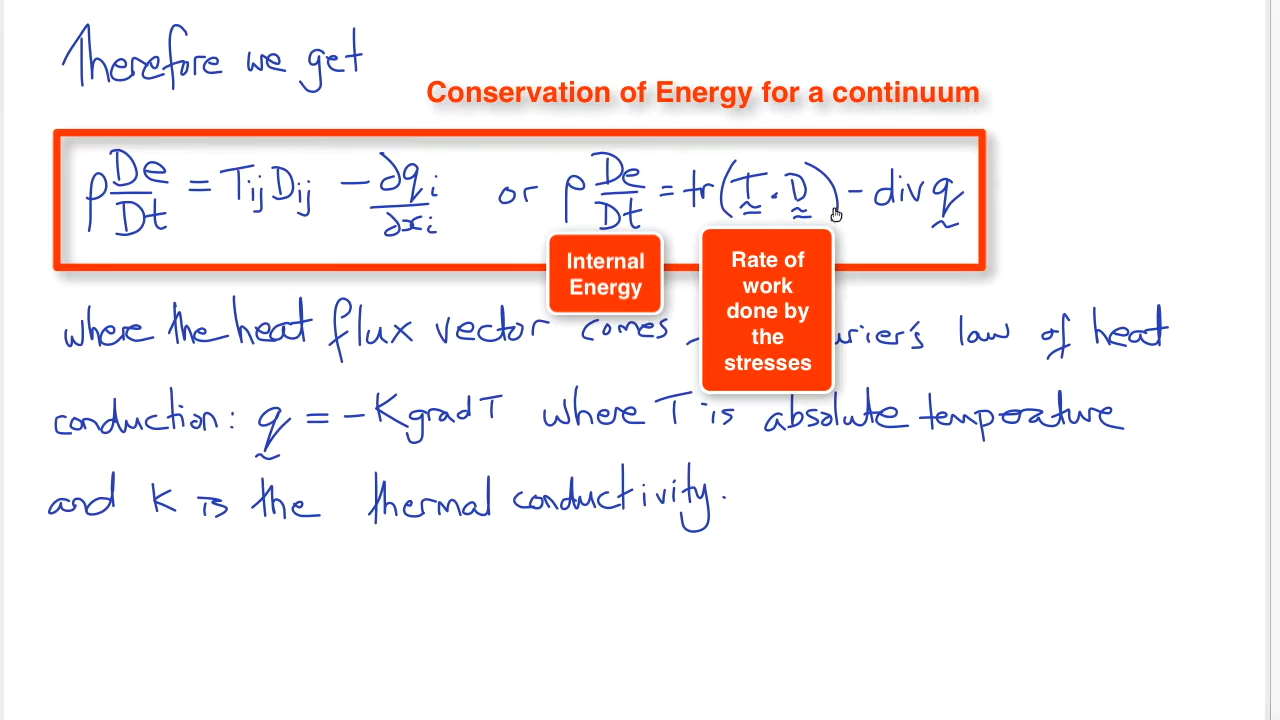 Therefore we get
Conservation of Energy for a continuum
ρ De/Dt = Tij Dij − ∂qi/∂xi or ρ De/Dt = tr(T · D) − div q
Internal
Energy
Rate of
work
done by
the
stresses
where the heat flux vector comes law of heat
conduction: q = − K grad T where T is absolute temperature
and K is the thermal conductivity.